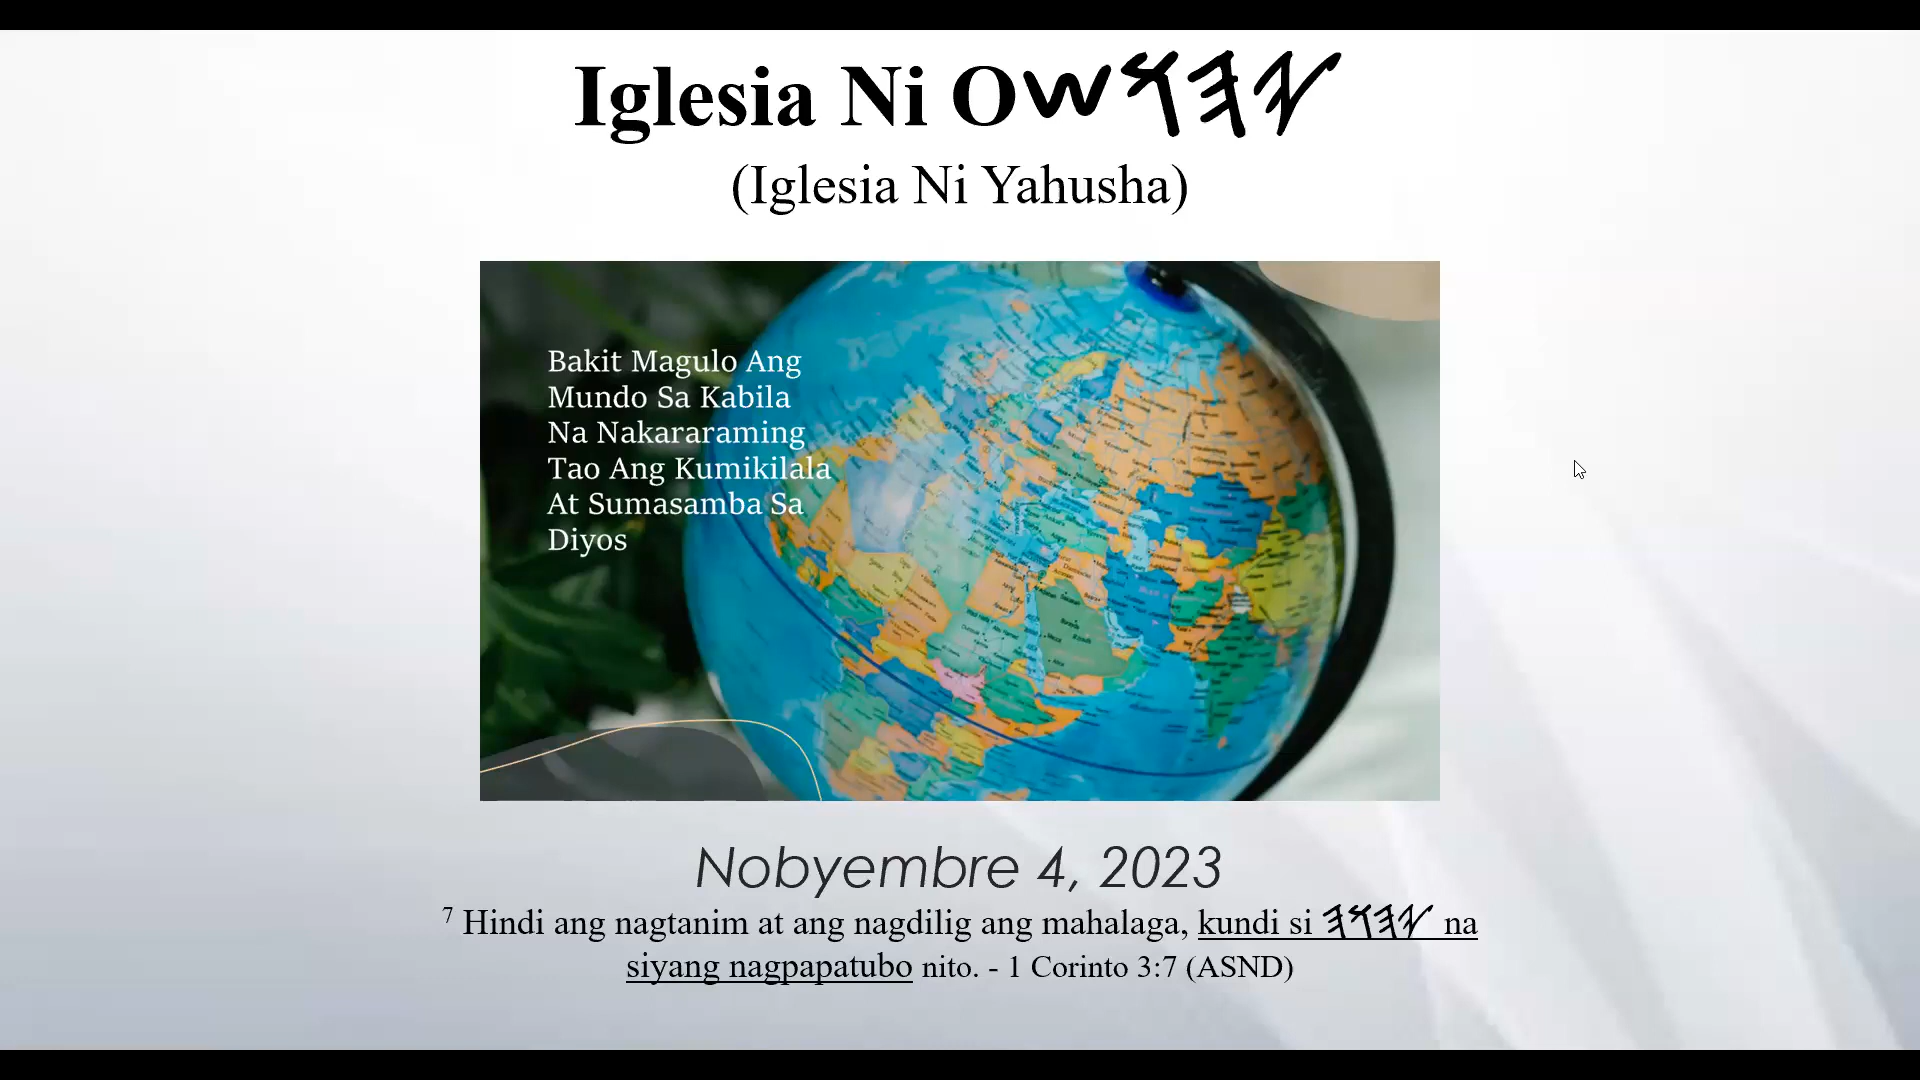 Iglesia Ni O𐤅𐤔𐤄𐤉
(Iglesia Ni Yahusha)
Bakit Magulo Ang
Mundo Sa Kabila
Na Nakararaming
Tao Ang Kumikilala
At Sumasamba Sa
Diyos
Nobyembre 4, 2023
7 Hindi ang nagtanim at ang nagdilig ang mahalaga, kundi si 𐤉𐤄𐤅𐤄 na
siyang nagpapatubo nito. - 1 Corinto 3:7 (ASND)